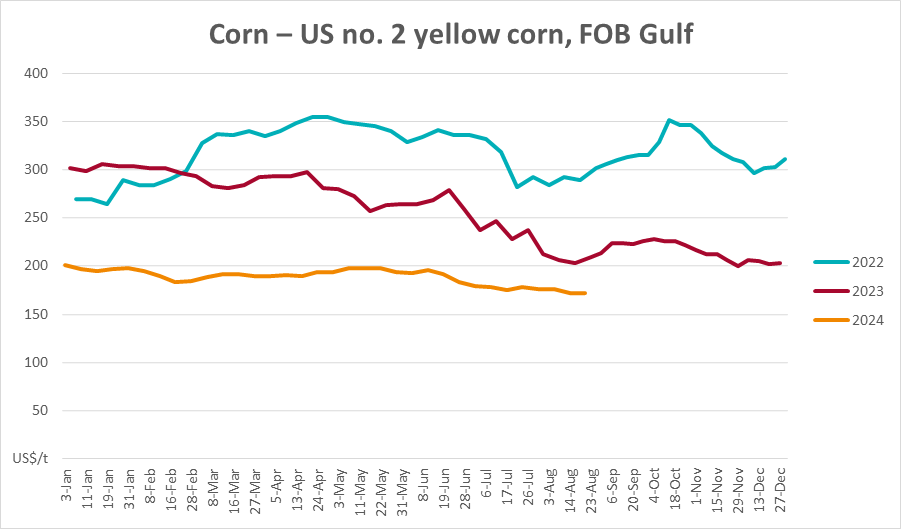 Corn – US no. 2 yellow corn, FOB Gulf
400
350
300
250
200
150
100
50
US$/t
3-Jan
11-Jan
19-Jan
31-Jan
8-Feb
16-Feb
28-Feb
8-Mar
16-Mar
27-Mar
5-Apr
13-Apr
24-Apr
3-May
11-May
22-May
31-May
8-Jun
19-Jun
28-Jun
6-Jul
17-Jul
26-Jul
3-Aug
14-Aug
23-Aug
6-Sep
20-Sep
4-Oct
18-Oct
1-Nov
15-Nov
29-Nov
13-Dec
27-Dec
2022
2023
2024